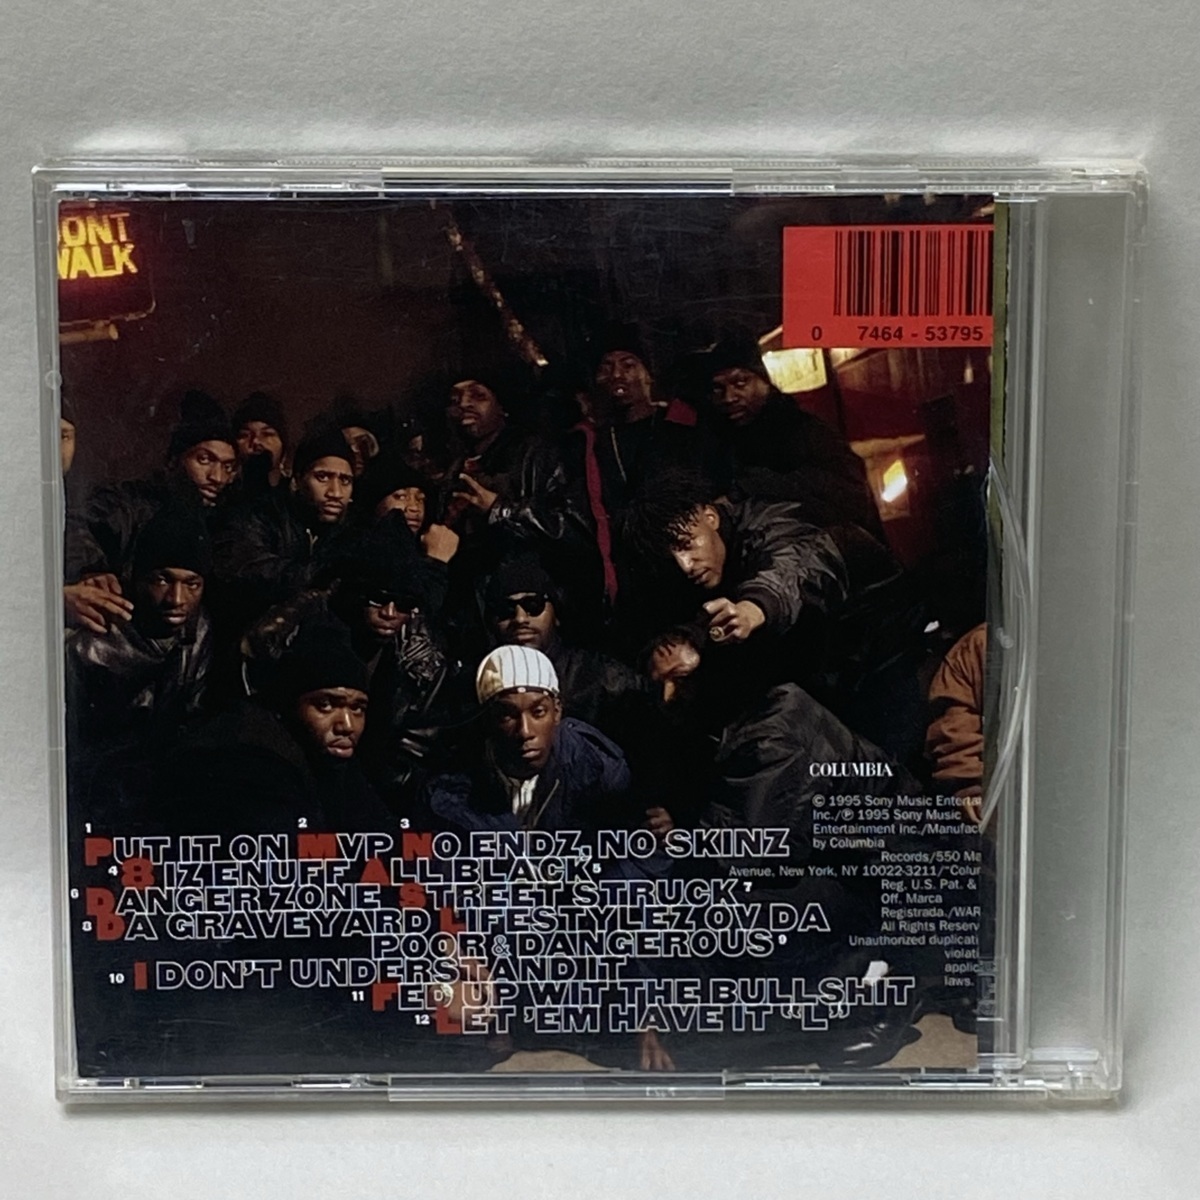 DONT
WALK
0 7464 - 53795
COLUMBIA
© 1995 Sony Music Enterta
Inc./℗ 1995 Sony Music
Entertainment Inc./Manufac
by Columbia
Records/550 Ma
Avenue, New York, NY 10022-3211/"Colu
Reg. U.S. Pat. &
Off. Marca
Registrada./WAR
All Rights Reserv
Unauthorized duplicati
violati
applic
laws.
1 PUT IT ON 2 MVP 3 NO ENDZ, NO SKINZ
4 8 IZ ENUFF ALL BLACK 5
6 DANGER ZONE STREET STRUCK 7
8 DA GRAVEYARD LIFESTYLEZ OV DA
POOR & DANGEROUS 9
10 I DON'T UNDERSTAND IT
11 FED UP WIT THE BULLSHIT
12 LET 'EM HAVE IT "L"